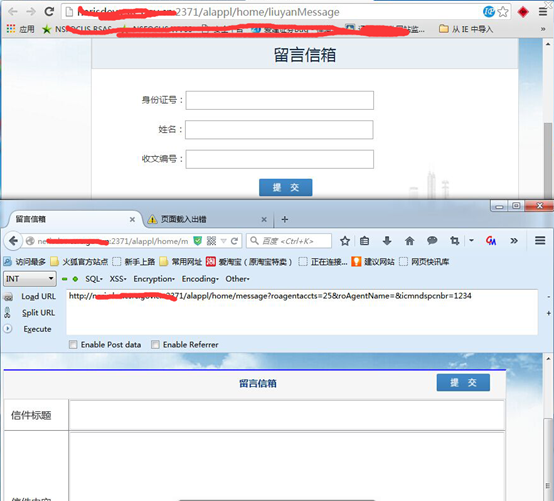 :2371/alappl/home/liuyanMessage
应用 NSFOCUS BSAS 网站监... 从 IE 中导入
留言信箱
身份证号：
姓名：
收文编号：
提 交
留言信箱 页面载入出错
:2371/alappl/home/m 百度 <Ctrl+K>
访问最多 火狐官方站点 新手上路 常用网址 爱淘宝（原淘宝特卖） 正在连接... 建议网站 网页快讯库
INT SQL XSS Encryption Encoding Other
Load URL http:// 2371/alappl/home/message?roagentaccts=25&roAgentName=&icmndspcnbr=1234
Split URL
Execute
Enable Post data Enable Referrer
留言信箱 提 交
信件标题
信件内容